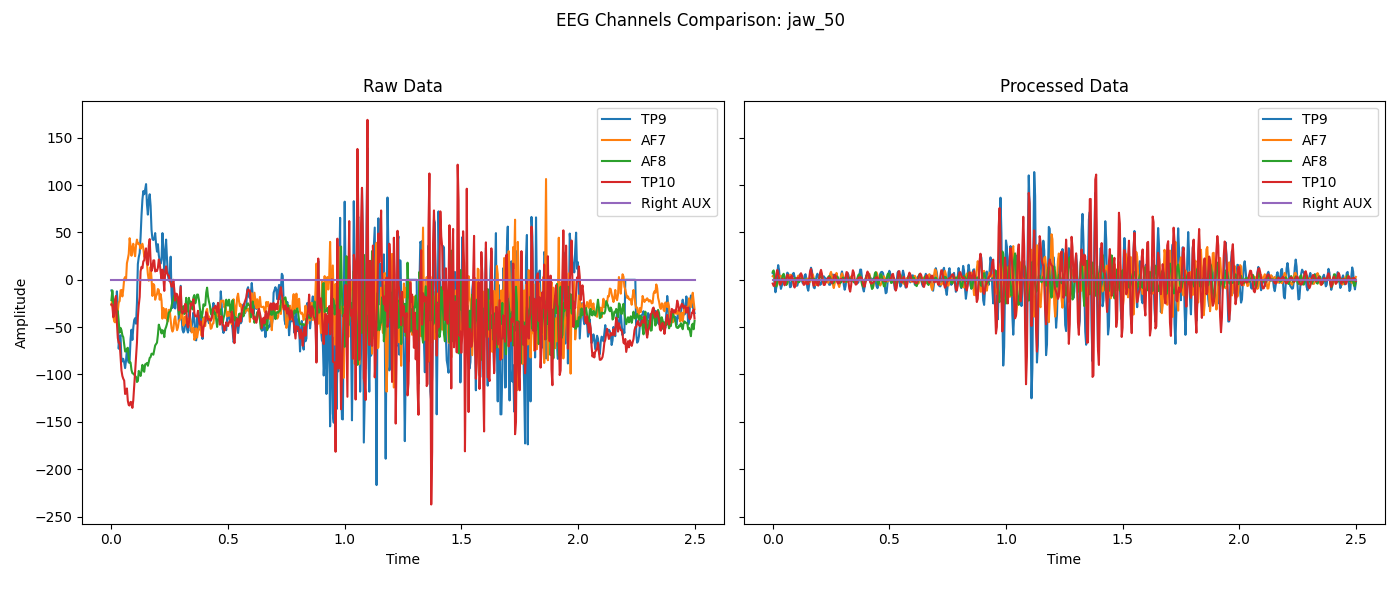 EEG Channels Comparison: jaw_50
Raw Data
Amplitude
150
100
50
0
−50
−100
−150
−200
−250
TP9
AF7
AF8
TP10
Right AUX
0.0 0.5 1.0 1.5 2.0 2.5
Time
Processed Data
TP9
AF7
AF8
TP10
Right AUX
0.0 0.5 1.0 1.5 2.0 2.5
Time